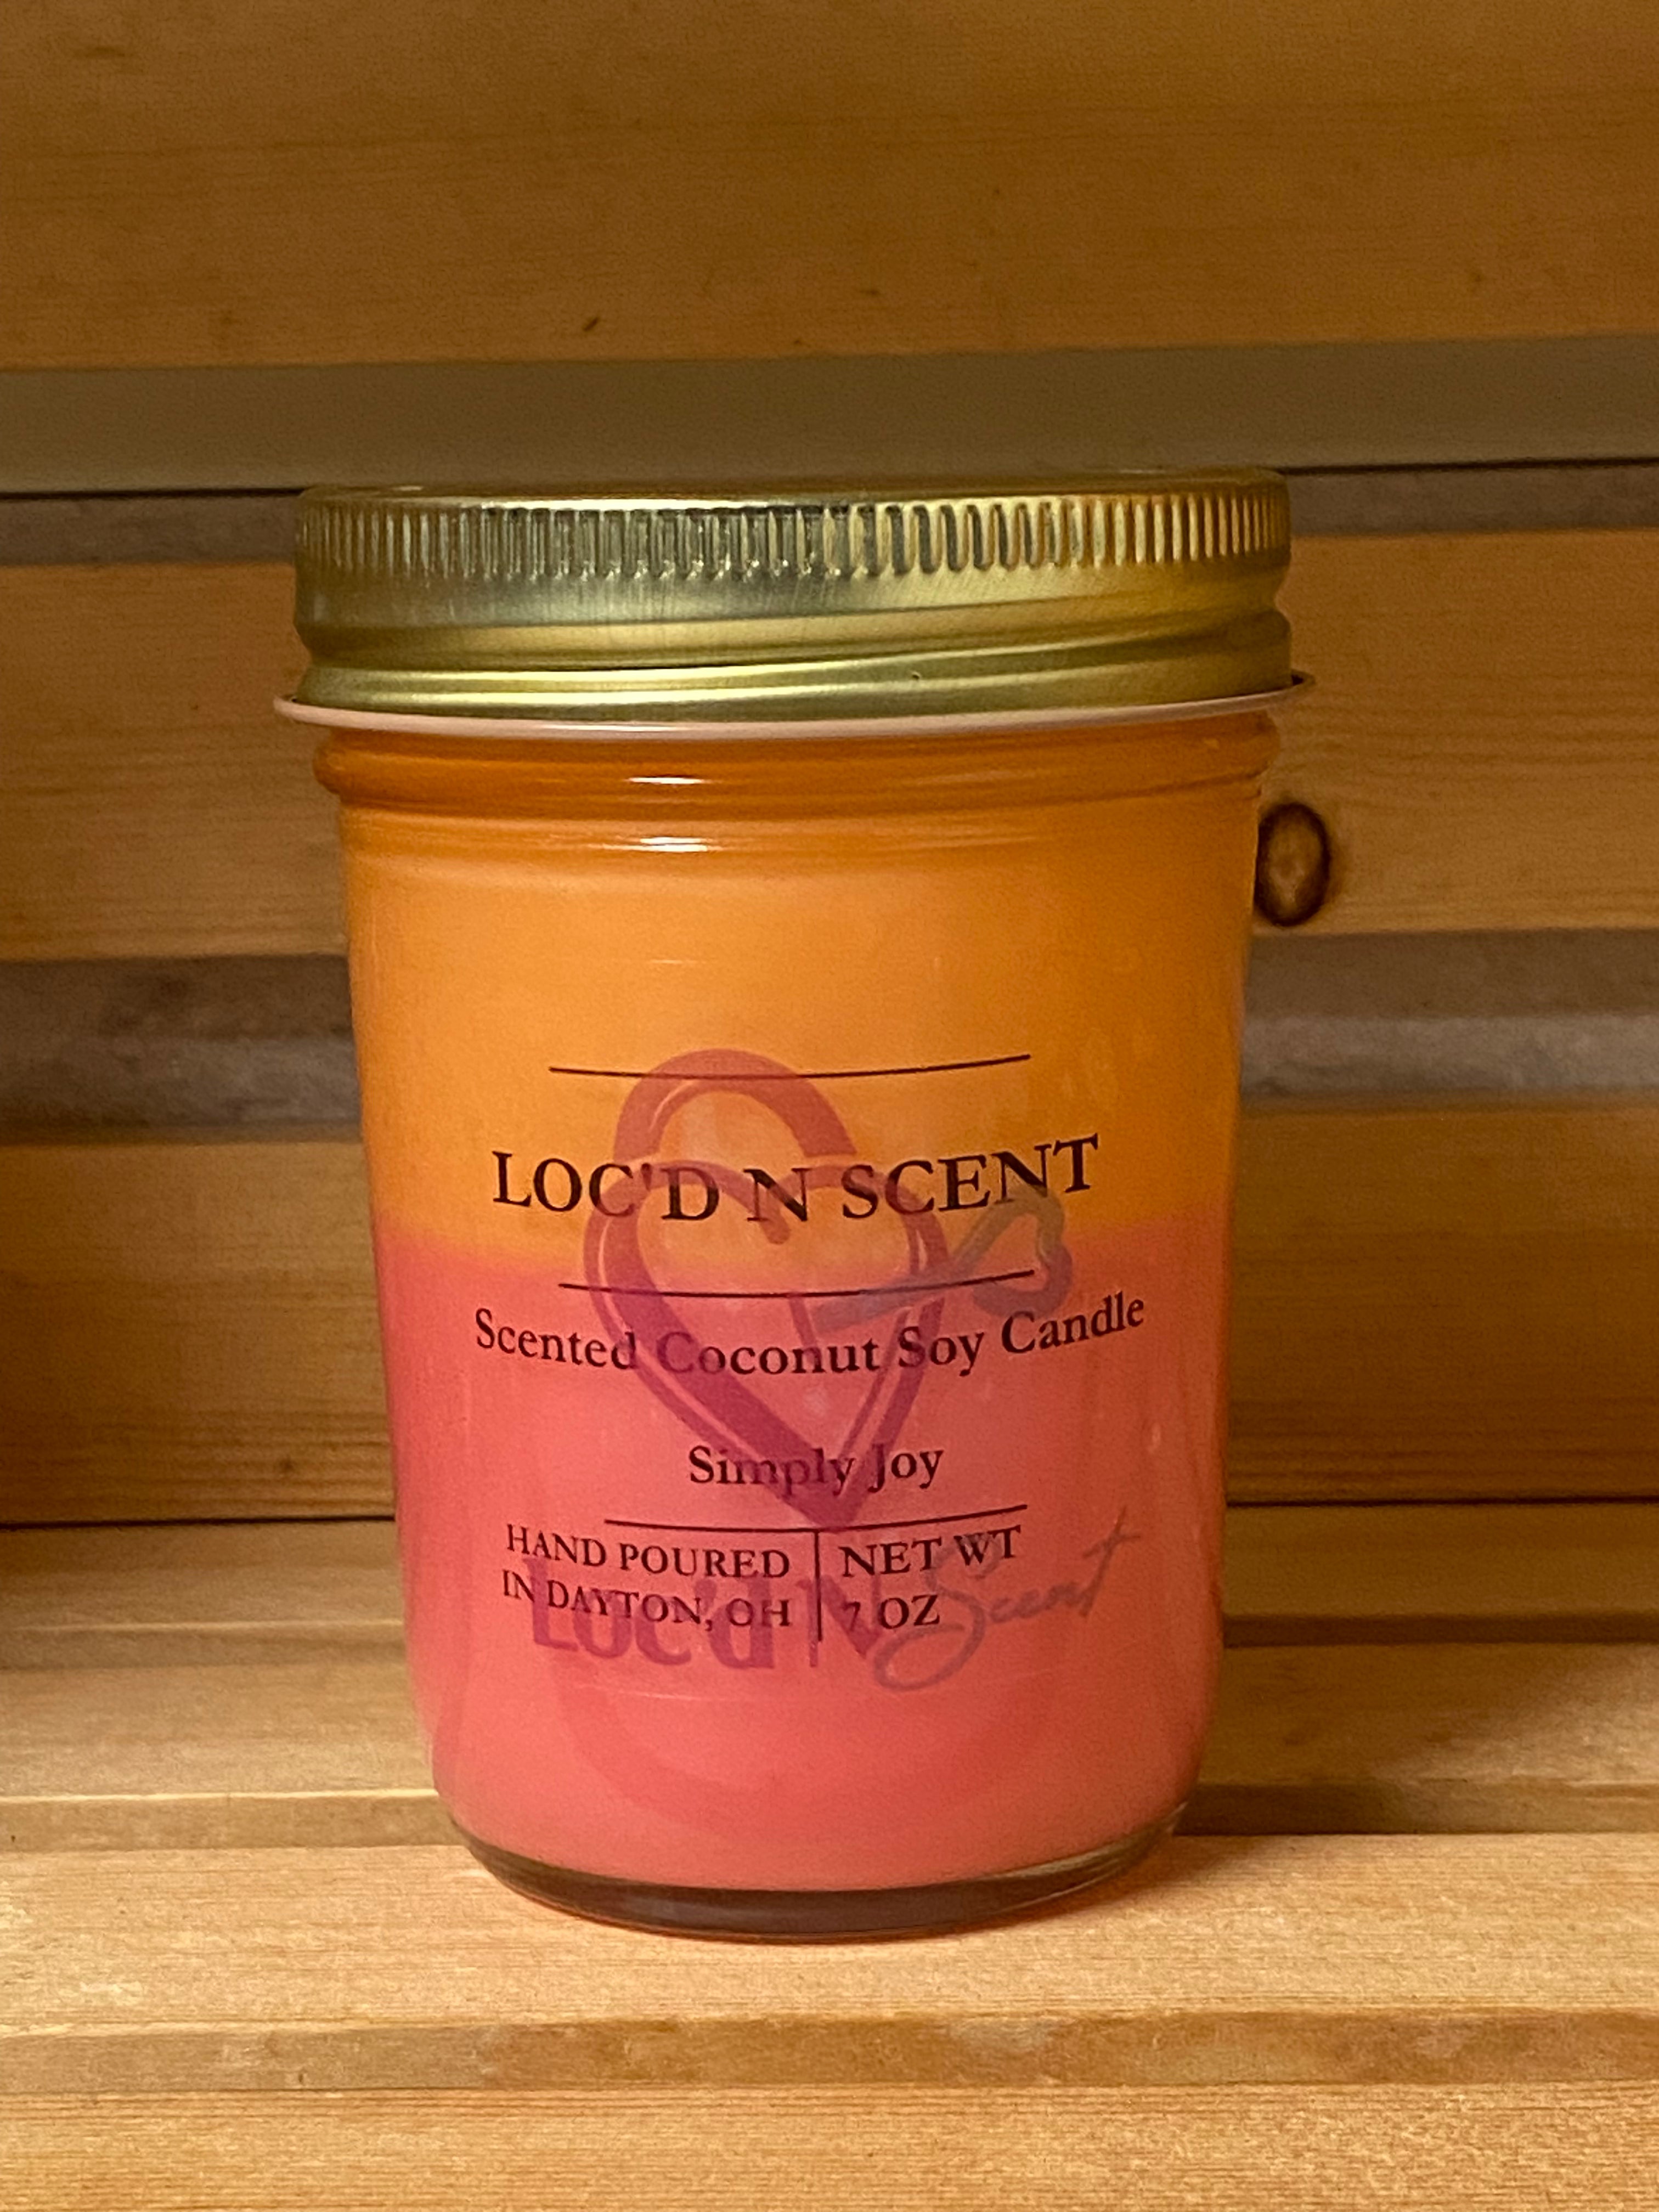 LOC'D N SCENT
Scented Coconut Soy Candle
Simply Joy
HAND POURED
IN DAYTON, OH
NET WT
7 OZ
Loc'd N Scent